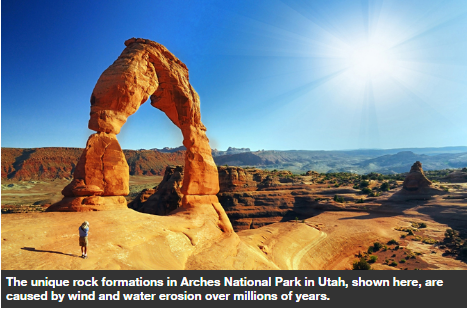 The unique rock formations in Arches National Park in Utah, shown here, are
caused by wind and water erosion over millions of years.